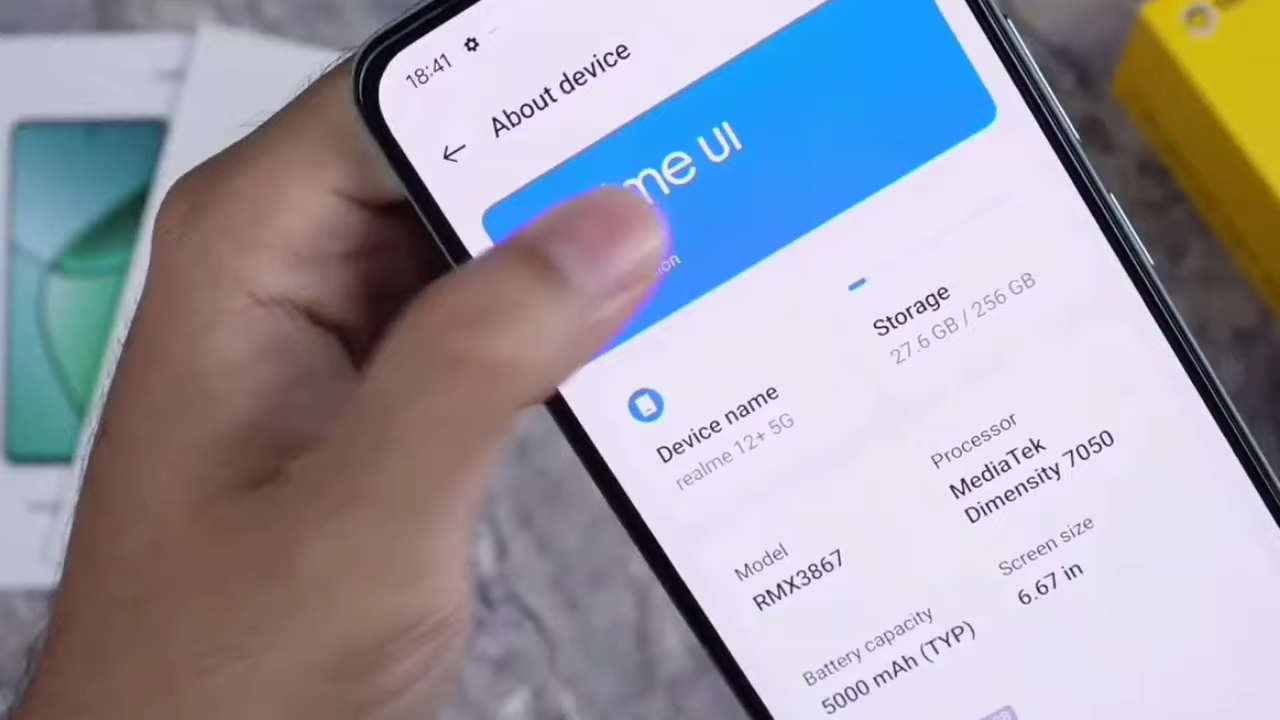 18:41
About device
me UI
ion
Storage
27.6 GB / 256 GB
Device name
realme 12+ 5G
Processor
MediaTek
Dimensity 7050
Model
RMX3867
Screen size
6.67 in
Battery capacity
5000 mAh (TYP)